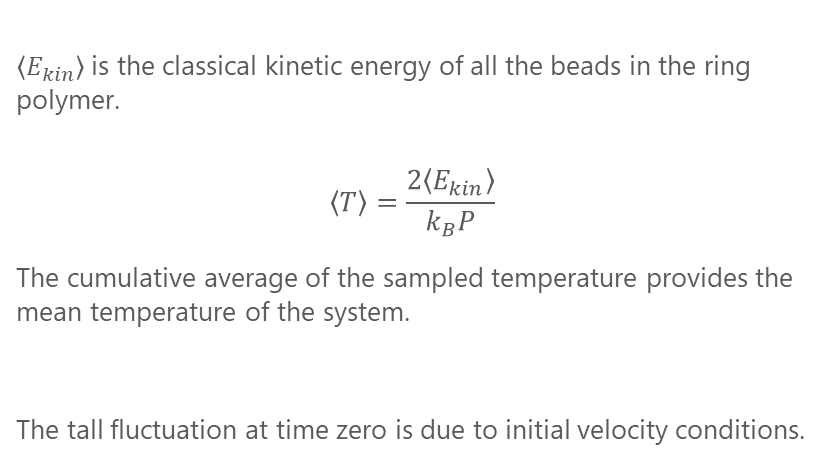 ⟨E_kin⟩ is the classical kinetic energy of all the beads in the ring
polymer.
⟨T⟩ = 2⟨E_kin⟩ / k_B P
The cumulative average of the sampled temperature provides the
mean temperature of the system.
The tall fluctuation at time zero is due to initial velocity conditions.